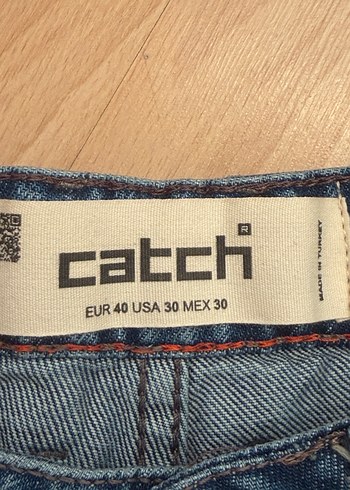 catch®
EUR 40 USA 30 MEX 30
MADE IN TURKEY